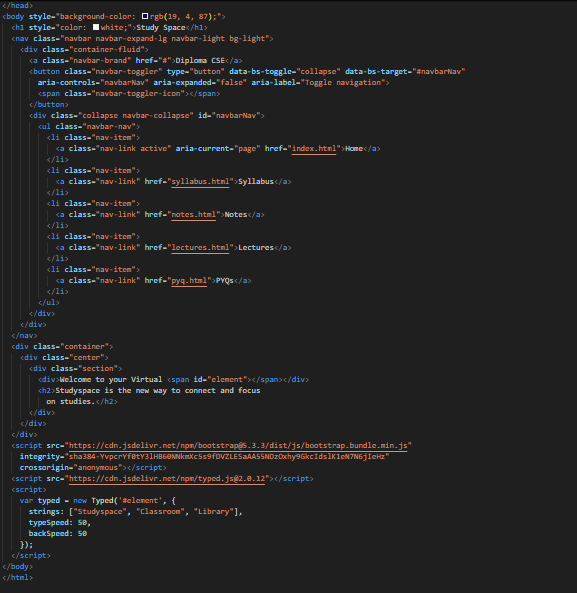 </head>
<body style="background-color: rgb(19, 4, 87);">
<h1 style="color: white;">Study Space</h1>
<nav class="navbar navbar-expand-lg navbar-light bg-light">
<div class="container-fluid">
<a class="navbar-brand" href="#">Diploma CSE</a>
<button class="navbar-toggler" type="button" data-bs-toggle="collapse" data-bs-target="#navbarNav"
aria-controls="navbarNav" aria-expanded="false" aria-label="Toggle navigation">
<span class="navbar-toggler-icon"></span>
</button>
<div class="collapse navbar-collapse" id="navbarNav">
<ul class="navbar-nav">
<li class="nav-item">
<a class="nav-link active" aria-current="page" href="index.html">Home</a>
</li>
<li class="nav-item">
<a class="nav-link" href="syllabus.html">Syllabus</a>
</li>
<li class="nav-item">
<a class="nav-link" href="notes.html">Notes</a>
</li>
<li class="nav-item">
<a class="nav-link" href="lectures.html">Lectures</a>
</li>
<li class="nav-item">
<a class="nav-link" href="pyq.html">PYQs</a>
</li>
</ul>
</div>
</div>
</nav>
<div class="container">
<div class="center">
<div class="section">
<div>Welcome to your Virtual <span id="element"></span></div>
<h2>Studyspace is the new way to connect and focus
on studies.</h2>
</div>
</div>
</div>
<script src="https://cdn.jsdelivr.net/npm/bootstrap@5.3.3/dist/js/bootstrap.bundle.min.js"
integrity="sha384-YvpcrYf0tY3lHB60NNkmXc5s9fDVZLESaAA55NDzOxhy9GkcIdslK1eN7N6jIeHz"
crossorigin="anonymous"></script>
<script src="https://cdn.jsdelivr.net/npm/typed.js@2.0.12"></script>
<script>
var typed = new Typed('#element', {
strings: ["Studyspace", "Classroom", "Library"],
typeSpeed: 50,
backSpeed: 50
});
</script>
</body>
</html>